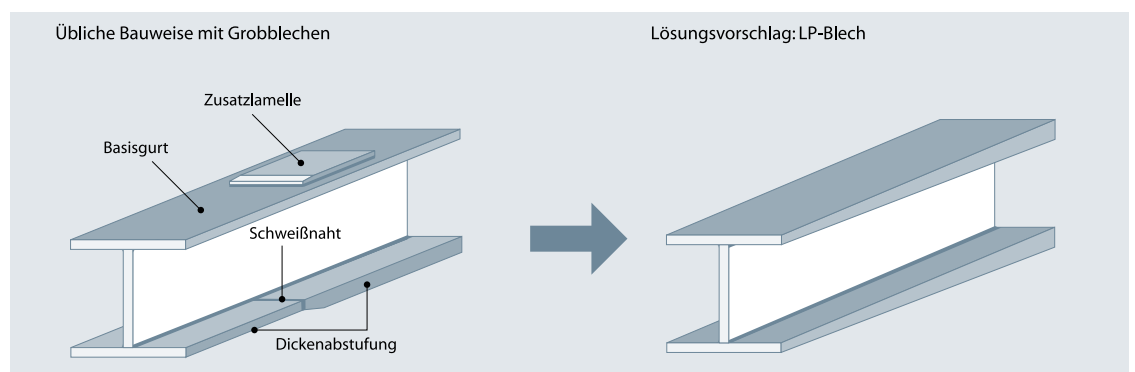 Übliche Bauweise mit Grobblechen
Lösungsvorschlag: LP-Blech
Zusatzlamelle
Basisgurt
Schweißnaht
Dickenabstufung